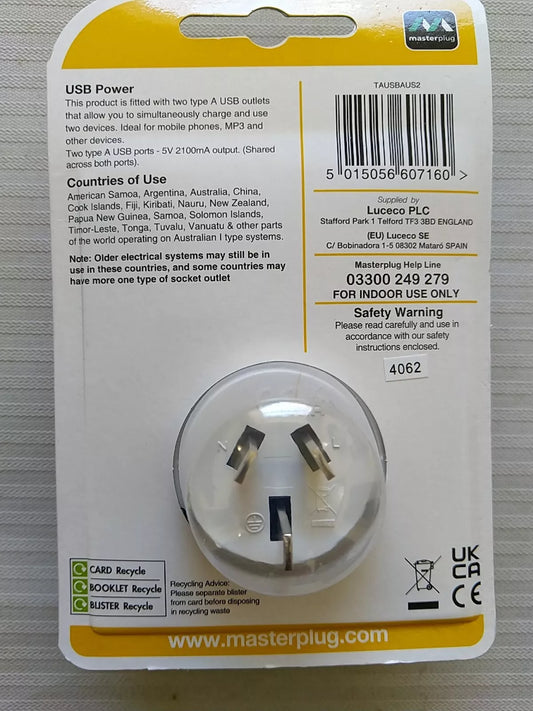 masterplug
USB Power
This product is fitted with two type A USB outlets
that allow you to simultaneously charge and use
two devices. Ideal for mobile phones, MP3 and
other devices.
Two type A USB ports - 5V 2100mA output. (Shared
across both ports).
Countries of Use
American Samoa, Argentina, Australia, China,
Cook Islands, Fiji, Kiribati, Nauru, New Zealand,
Papua New Guinea, Samoa, Solomon Islands,
Timor-Leste, Tonga, Tuvalu, Vanuatu & other parts
of the world operating on Australian I type systems.
Note: Older electrical systems may still be in
use in these countries, and some countries may
have more one type of socket outlet
TAUSBAUS2
5 015056 607160 >
Supplied by
Luceco PLC
Stafford Park 1 Telford TF3 3BD ENGLAND
(EU) Luceco SE
C/ Bobinadora 1-5 08302 Mataró SPAIN
Masterplug Help Line
03300 249 279
FOR INDOOR USE ONLY
Safety Warning
Please read carefully and use in
accordance with our safety
instructions enclosed.
4062
N
L
CARD Recycle
BOOKLET Recycle
BLISTER Recycle
Recycling Advice:
Please separate blister
from card before disposing
in recycling waste
UK
CA
CE
www.masterplug.com